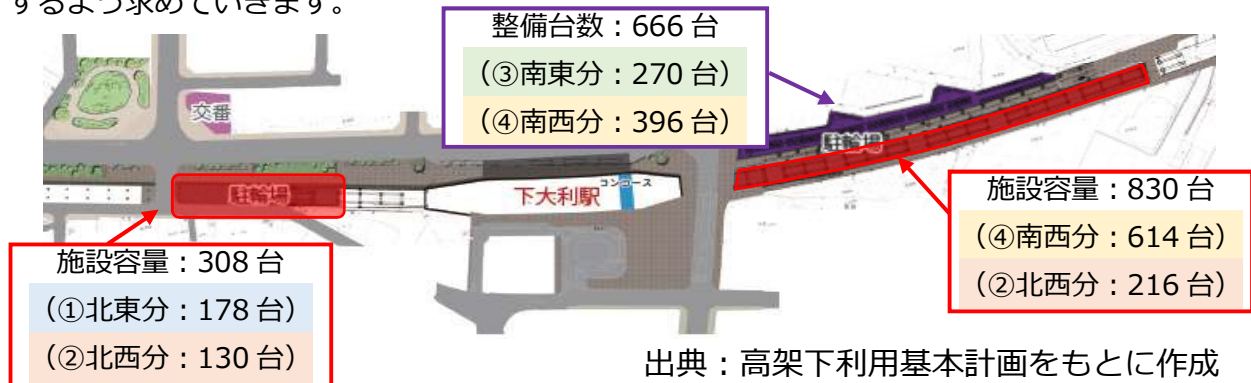 するよう求めていきます。
整備台数:666 台
(③南東分:270 台)
(④南西分:396 台)
交番
駐輪場
コンコース
下大利駅
駐輪場
施設容量:830 台
(④南西分:614 台)
(②北西分:216 台)
施設容量:308 台
(①北東分:178 台)
(②北西分:130 台)
出典:高架下利用基本計画をもとに作成